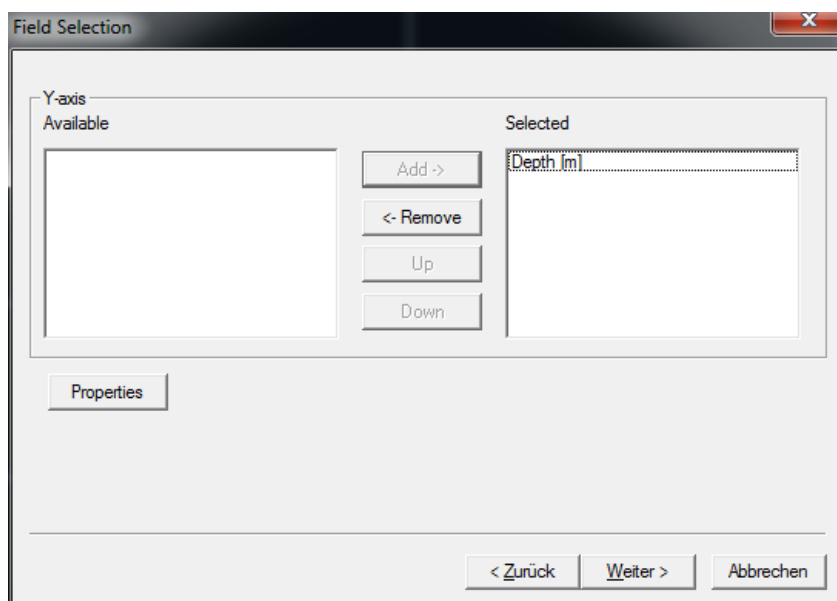 Field Selection
Y-axis
Available
Selected
Add ->
Depth [m]
<- Remove
Up
Down
Properties
< Zurück
Weiter >
Abbrechen